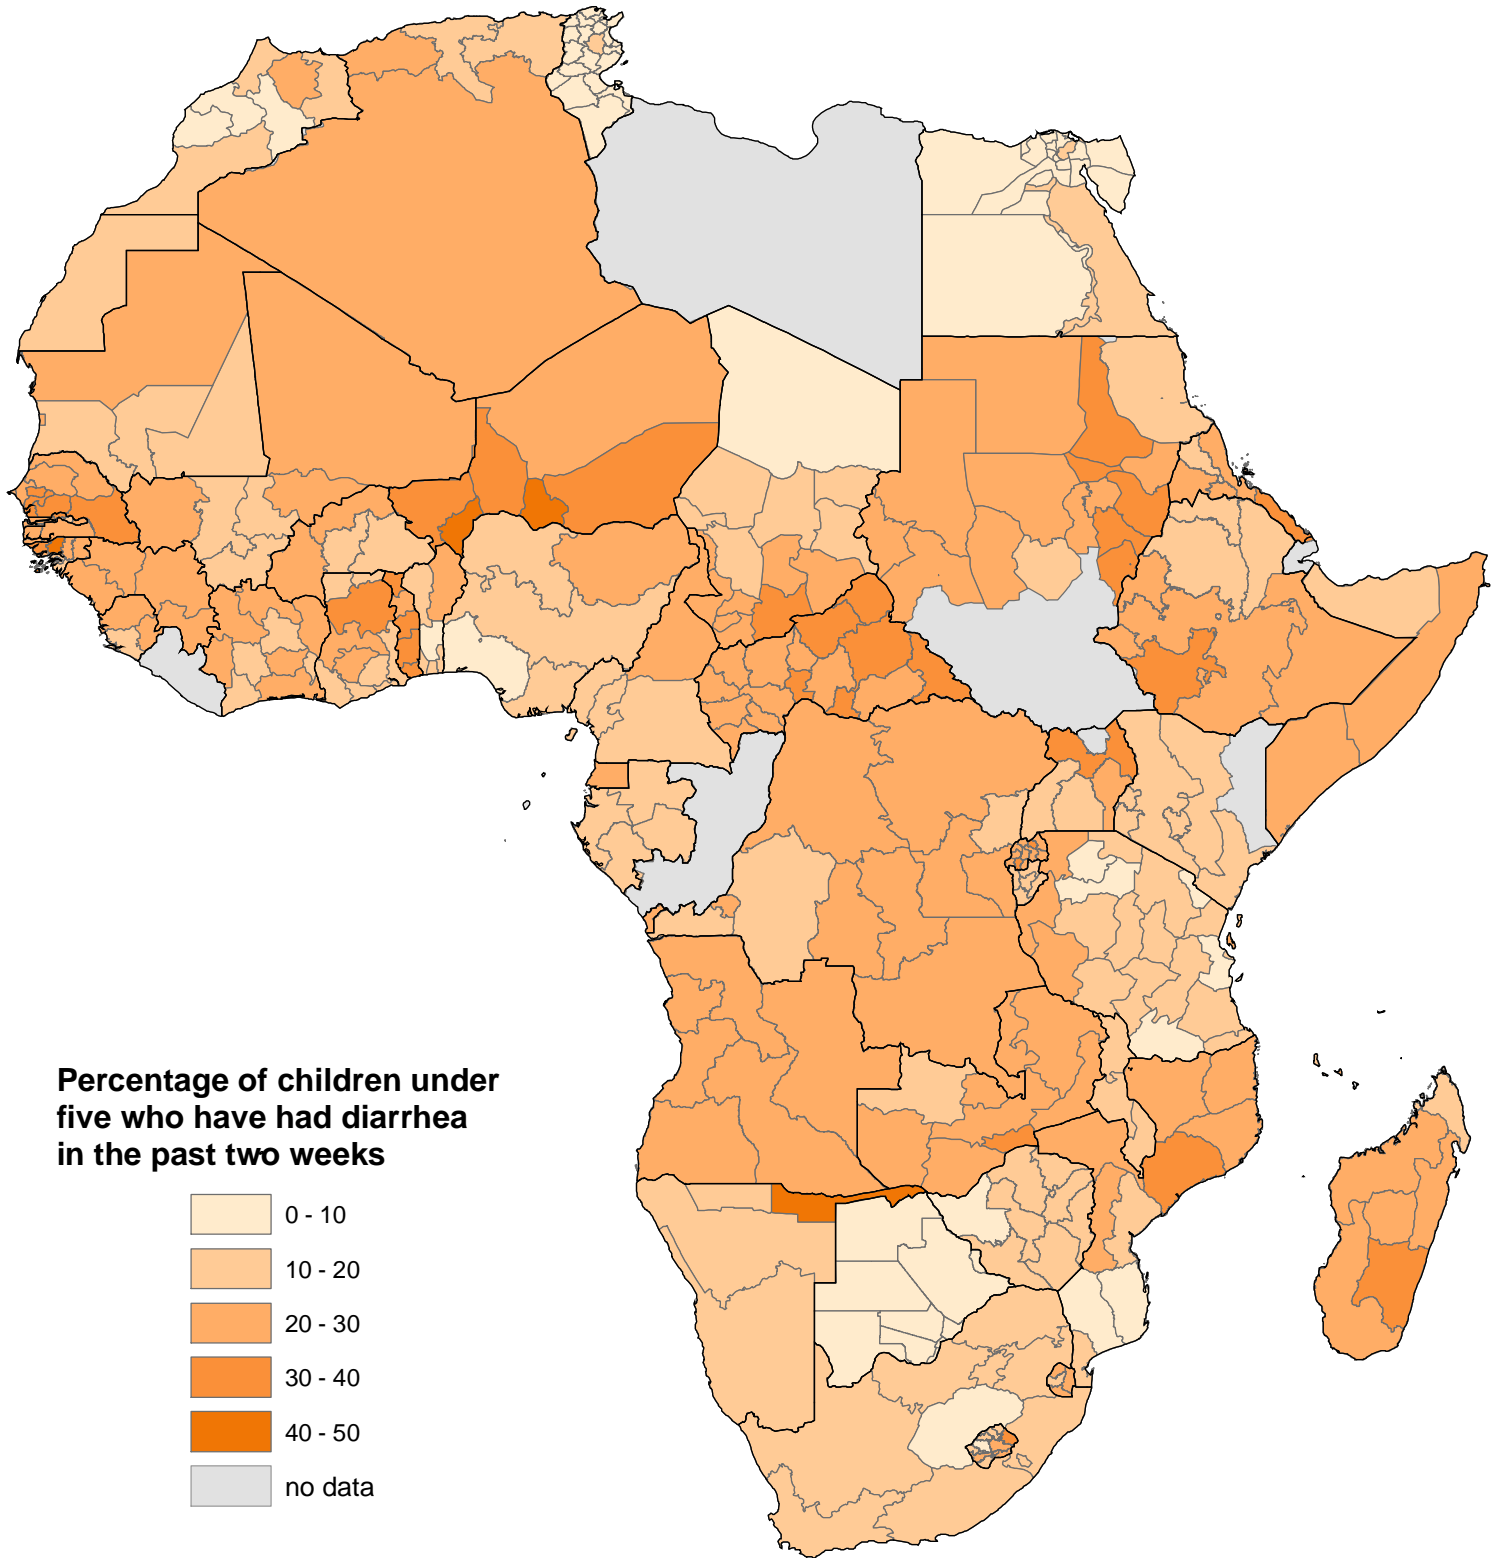 Percentage of children under
five who have had diarrhea
in the past two weeks
0 - 10
10 - 20
20 - 30
30 - 40
40 - 50
no data